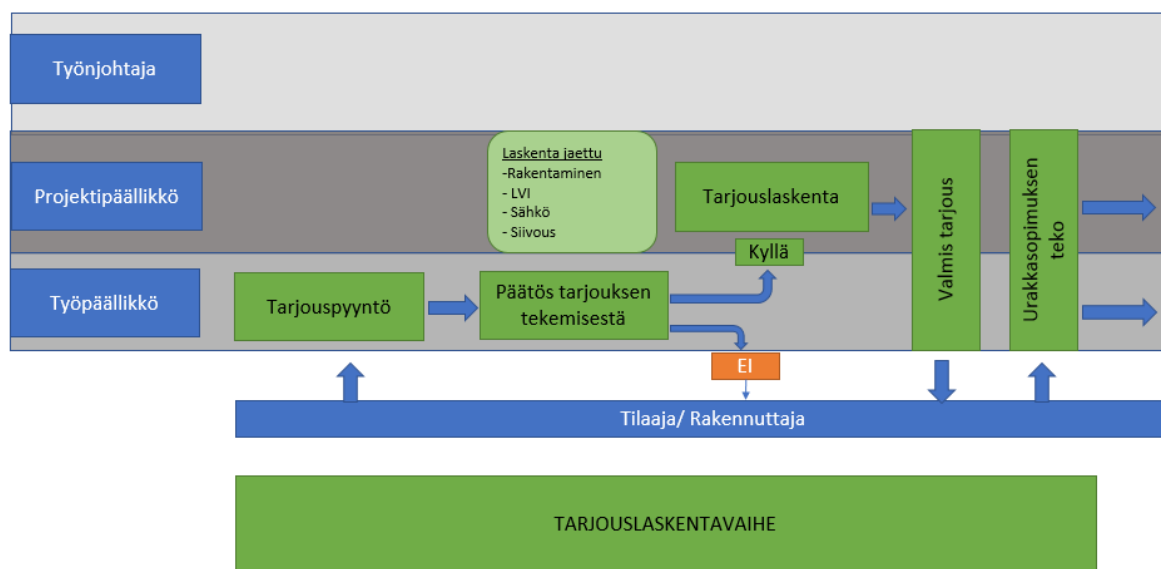 Työnjohtaja
Projektipäällikkö
Laskenta jaettu
-Rakentaminen
- LVI
- Sähkö
- Siivous
Tarjouslaskenta
Kyllä
Valmis tarjous
Urakkasopimuksen
teko
Työpäällikkö
Tarjouspyyntö
Päätös tarjouksen
tekemisestä
EI
Tilaaja/ Rakennuttaja
TARJOUSLASKENTAVAIHE